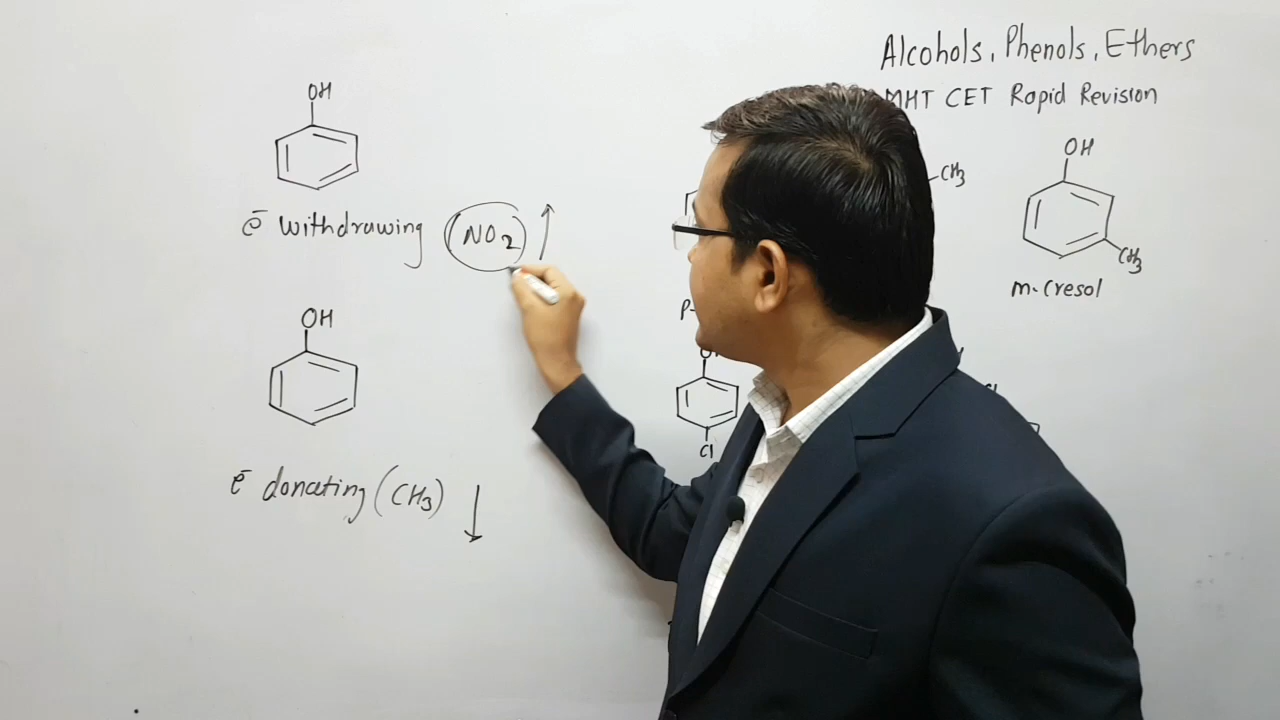 Alcohols, Phenols, Ethers
MHT CET Rapid Revision
OH
ē withdrawing (NO2) ↑
OH
ē donating (CH3) ↓
CH3
OH
CH3
m-Cresol
P-
Cl